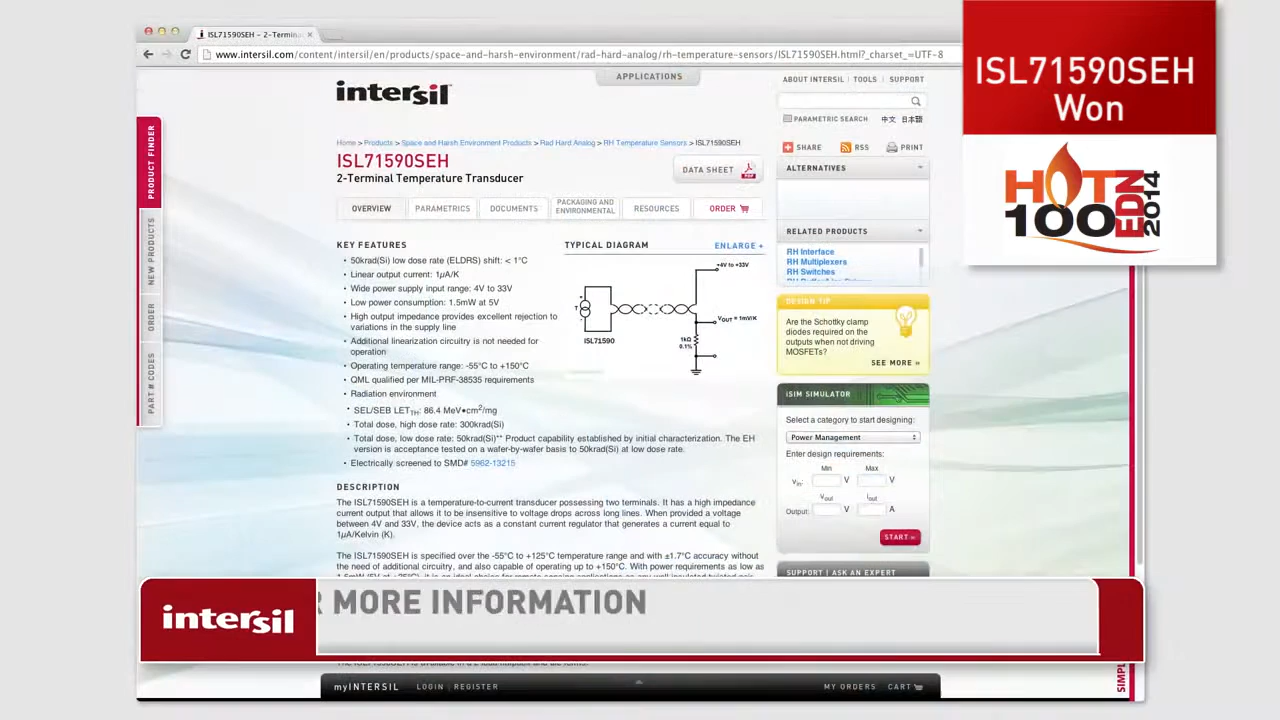 ISL71590SEH – 2-Termina
www.intersil.com/content/intersil/en/products/space-and-harsh-environment/rad-hard-analog/rh-temperature-sensors/ISL71590SEH.html?_charset_=UTF-8
ISL71590SEH
Won
HOT
100
EDN
2014
APPLICATIONS
ABOUT INTERSIL | TOOLS | SUPPORT
intersil
PARAMETRIC SEARCH 中文 日本語
Home > Products > Space and Harsh Environment Products > Rad Hard Analog > RH Temperature Sensors > ISL71590SEH
ISL71590SEH
2-Terminal Temperature Transducer
DATA SHEET
SHARE RSS PRINT
PRODUCT FINDER
NEW PRODUCTS
ORDER
PART # CODES
OVERVIEW PARAMETRICS DOCUMENTS PACKAGING AND ENVIRONMENTAL RESOURCES ORDER
KEY FEATURES
• 50krad(Si) low dose rate (ELDRS) shift: < 1°C
• Linear output current: 1µA/K
• Wide power supply input range: 4V to 33V
• Low power consumption: 1.5mW at 5V
• High output impedance provides excellent rejection to
variations in the supply line
• Additional linearization circuitry is not needed for
operation
• Operating temperature range: -55°C to +150°C
• QML qualified per MIL-PRF-38535 requirements
• Radiation environment
• SEL/SEB LETTH: 86.4 MeV•cm2/mg
• Total dose, high dose rate: 300krad(Si)
• Total dose, low dose rate: 50krad(Si)** Product capability established by initial characterization. The EH
version is acceptance tested on a wafer-by-wafer basis to 50krad(Si) at low dose rate.
• Electrically screened to SMD# 5962-13215
TYPICAL DIAGRAM ENLARGE +
+4V to +33V
VOUT = 1mV/K
1kΩ
0.1%
ISL71590
ALTERNATIVES
RELATED PRODUCTS
RH Interface
RH Multiplexers
RH Switches
DESIGN TIP
Are the Schottky clamp
diodes required on the
outputs when not driving
MOSFETs?
SEE MORE »
iSIM SIMULATOR
Select a category to start designing:
Power Management
Enter design requirements:
Min Max
Vin: V V
Vout Iout
Output: V A
START »
SUPPORT | ASK AN EXPERT
DESCRIPTION
The ISL71590SEH is a temperature-to-current transducer possessing two terminals. It has a high impedance
current output that allows it to be insensitive to voltage drops across long lines. When provided a voltage
between 4V and 33V, the device acts as a constant current regulator that generates a current equal to
1µA/Kelvin (K).
The ISL71590SEH is specified over the -55°C to +125°C temperature range and with ±1.7°C accuracy without
the need of additional circuitry, and also capable of operating up to +150°C. With power requirements as low as
intersil
R MORE INFORMATION
myINTERSIL LOGIN | REGISTER MY ORDERS CART
SIMPL